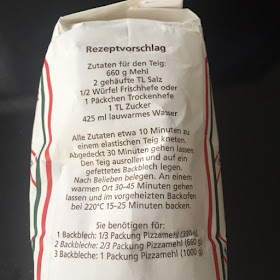 Rezeptvorschlag
Zutaten für den Teig:
660 g Mehl
2 gehäufte TL Salz
1/2 Würfel Frischhefe oder
1 Päckchen Trockenhefe
1 TL Zucker
425 ml lauwarmes Wasser
Alle Zutaten etwa 10 Minuten zu
einem elastischen Teig kneten.
Abgedeckt 30 Minuten gehen lassen.
Den Teig ausrollen und auf ein
gefettetes Backblech legen.
Nach Belieben belegen. An einem
warmen Ort 30-45 Minuten gehen
lassen und im vorgeheizten Backofen
bei 220°C 15-25 Minuten backen.
Sie benötigen für:
1 Backblech: 1/3 Packung Pizzamehl
2 Backbleche: 2/3 Packung Pizzamehl (660 g)
3 Backbleche: 1 Packung Pizzamehl (1000 g)